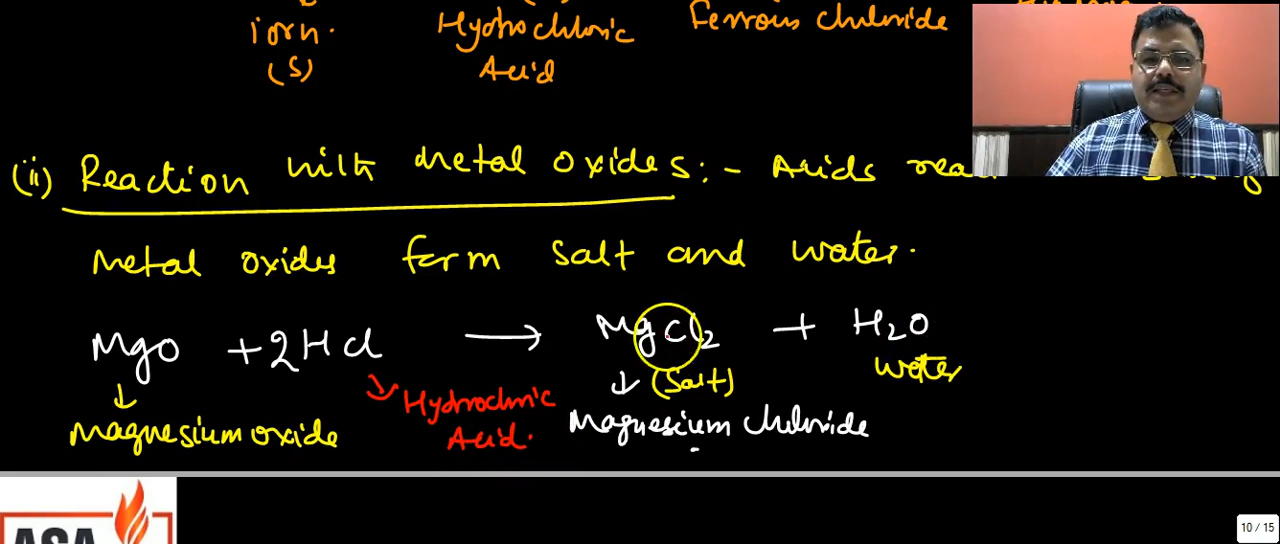 iorn. Hydrochloric Ferrous chloride
(s) Acid
(ii) Reaction with metal oxides:- Acids
Metal oxides form salt and water.
MgO + 2HCl → MgCl₂ + H₂O
↓ ↘ Hydrochloric ↓ (Salt) water
Magnesium oxide Acid. Magnesium chloride
ASA
10 / 15